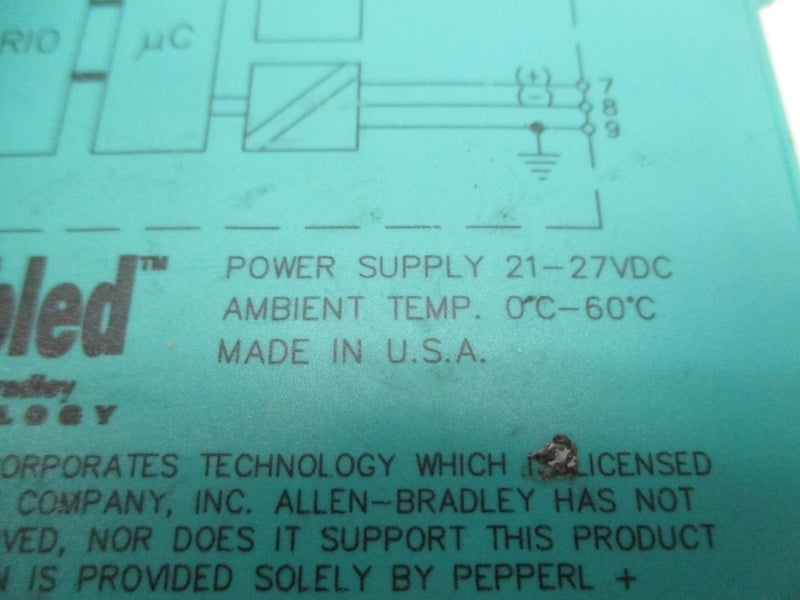 RIO µC
(+) 7
(-) 8
9
bled™
POWER SUPPLY 21-27VDC
AMBIENT TEMP. 0°C-60°C
MADE IN U.S.A.
radley
LOGY
ORPORATES TECHNOLOGY WHICH IS LICENSED
COMPANY, INC. ALLEN-BRADLEY HAS NOT
VED, NOR DOES IT SUPPORT THIS PRODUCT
N IS PROVIDED SOLELY BY PEPPERL +